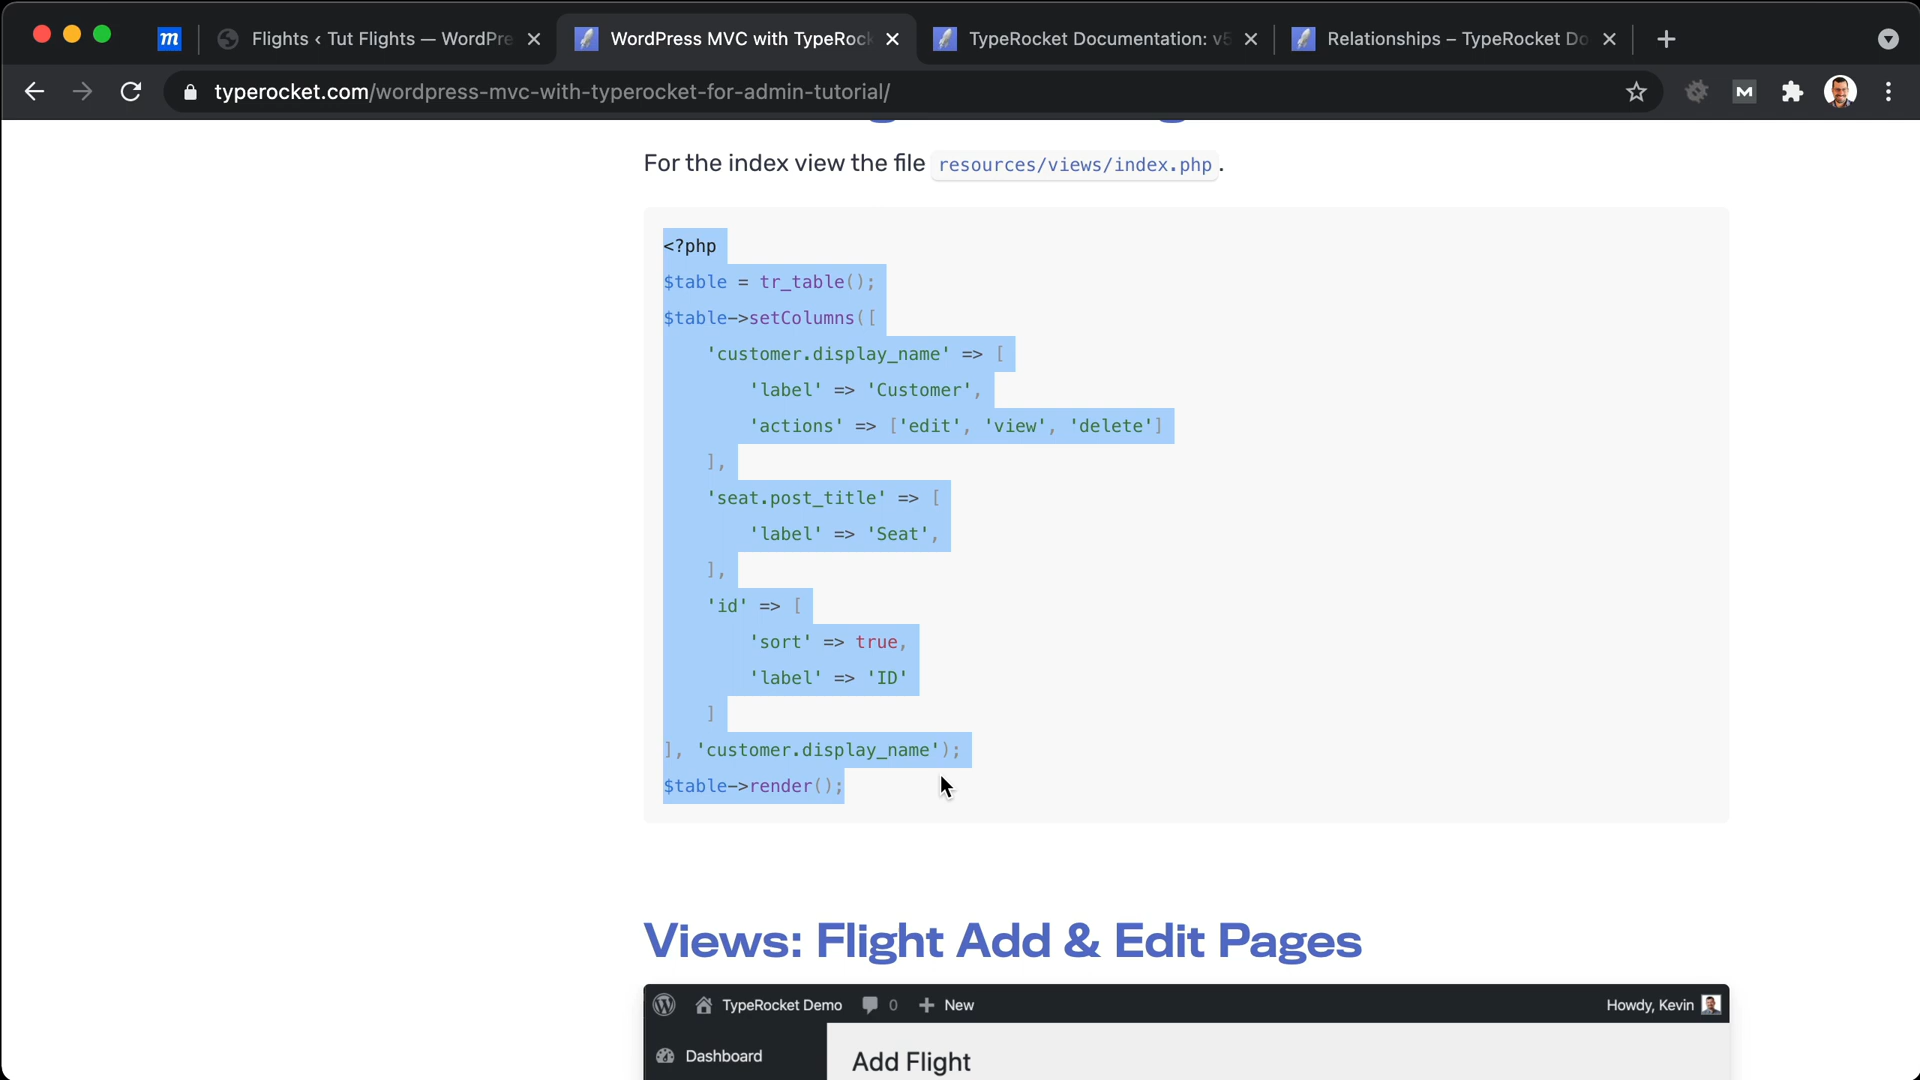 m
Flights ‹ Tut Flights — WordPre
WordPress MVC with TypeRock
TypeRocket Documentation: v5
Relationships – TypeRocket Do
typerocket.com/wordpress-mvc-with-typerocket-for-admin-tutorial/
M
For the index view the file resources/views/index.php.
<?php
$table = tr_table();
$table->setColumns([
'customer.display_name' => [
'label' => 'Customer',
'actions' => ['edit', 'view', 'delete']
],
'seat.post_title' => [
'label' => 'Seat',
],
'id' => [
'sort' => true,
'label' => 'ID'
]
], 'customer.display_name');
$table->render();
Views: Flight Add & Edit Pages
TypeRocket Demo 0 + New Howdy, Kevin
Dashboard
Add Flight